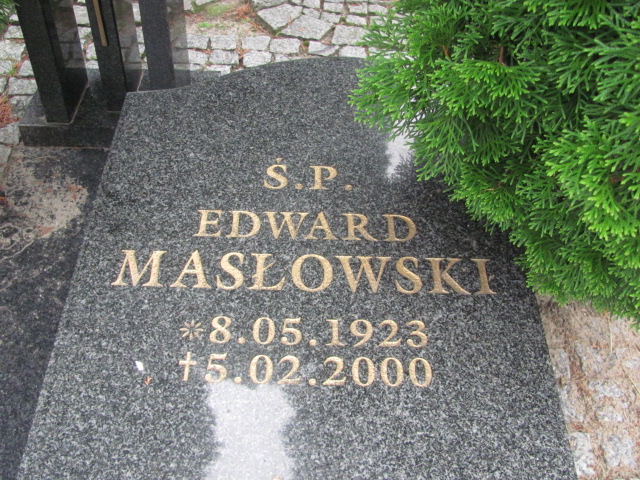 Ś.P.
EDWARD
MASŁOWSKI
*8.05.1923
†5.02.2000